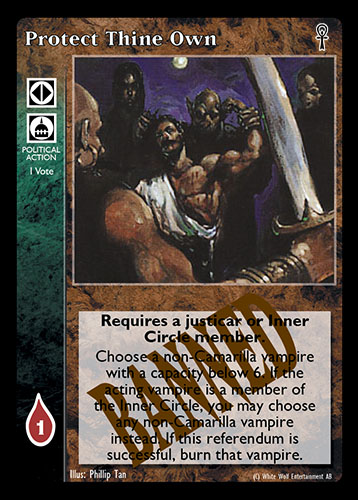 Protect Thine Own
POLITICAL
ACTION
1 Vote
Requires a justicar or Inner
Circle member.
Choose a non-Camarilla vampire
with a capacity below 6. If the
acting vampire is a member of
the Inner Circle, you may choose
any non-Camarilla vampire
instead. If this referendum is
successful, burn that vampire.
BANNED
1
Illus: Phillip Tan
(C) White Wolf Entertainment AB